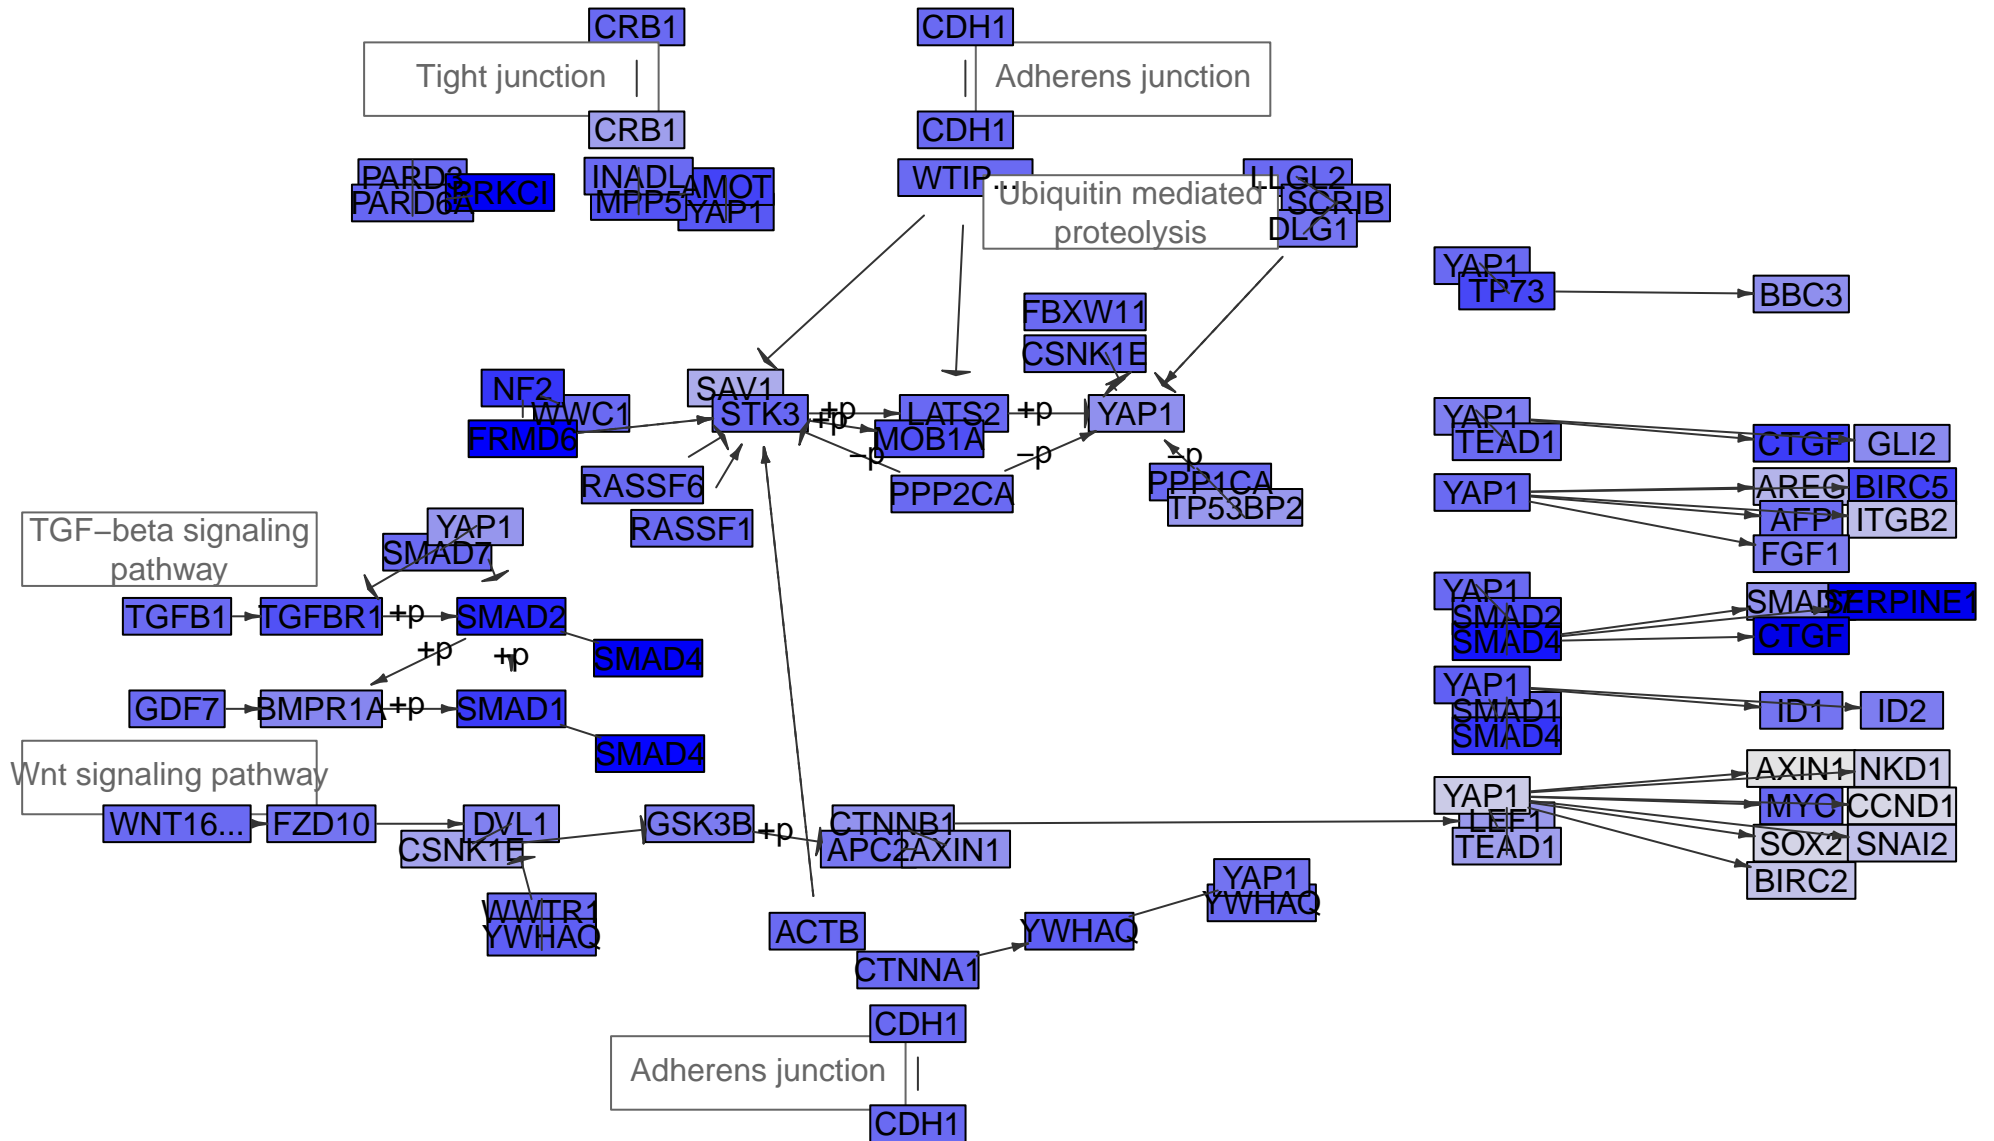 CRB1
CDH1
Tight junction
Adherens junction
CRB1
CDH1
PARD3
PARD6A
PRKCI
INADL
MPP5
AMOT
YAP1
WTIP...
Ubiquitin mediated
proteolysis
LLGL2
SCRIB
DLG1
YAP1
TP73
BBC3
FBXW11
CSNK1E
NF2
WWC1
FRMD6
SAV1
STK3
+p
+p
LATS2
MOB1A
+p
YAP1
−p
−p
−p
RASSF6
RASSF1
PPP2CA
PPP1CA
TP53BP2
YAP1
TEAD1
CTGF
GLI2
YAP1
AREG
BIRC5
AFP
ITGB2
FGF1
TGF−beta signaling
pathway
YAP1
SMAD7
TGFB1
TGFBR1
+p
SMAD2
+p
+p
SMAD4
GDF7
BMPR1A
+p
SMAD1
SMAD4
YAP1
SMAD2
SMAD4
SMAD7
SERPINE1
CTGF
YAP1
SMAD1
SMAD4
ID1
ID2
Wnt signaling pathway
WNT16...
FZD10
DVL1
CSNK1E
GSK3B
+p
CTNNB1
APC2
AXIN1
YAP1
LEF1
TEAD1
AXIN1
NKD1
MYC
CCND1
SOX2
SNAI2
BIRC2
WWTR1
YWHAQ
ACTB
CTNNA1
YWHAQ
YAP1
YWHAQ
CDH1
Adherens junction
CDH1